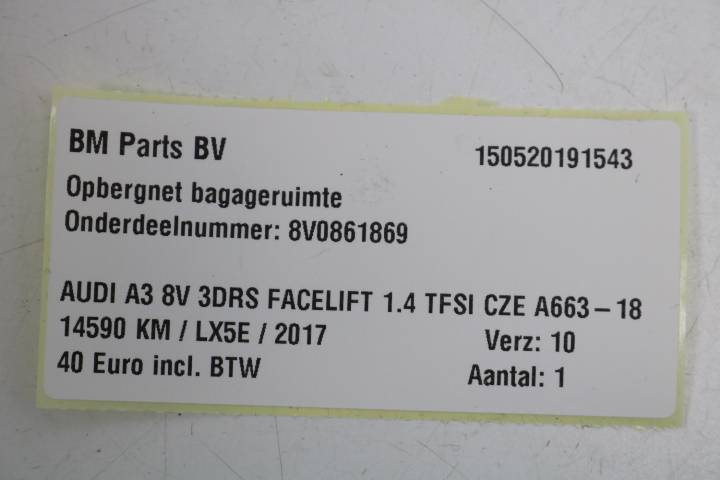 BM Parts BV 150520191543
Opbergnet bagageruimte
Onderdeelnummer: 8V0861869
AUDI A3 8V 3DRS FACELIFT 1.4 TFSI CZE A663-18
14590 KM / LX5E / 2017 Verz: 10
40 Euro incl. BTW Aantal: 1